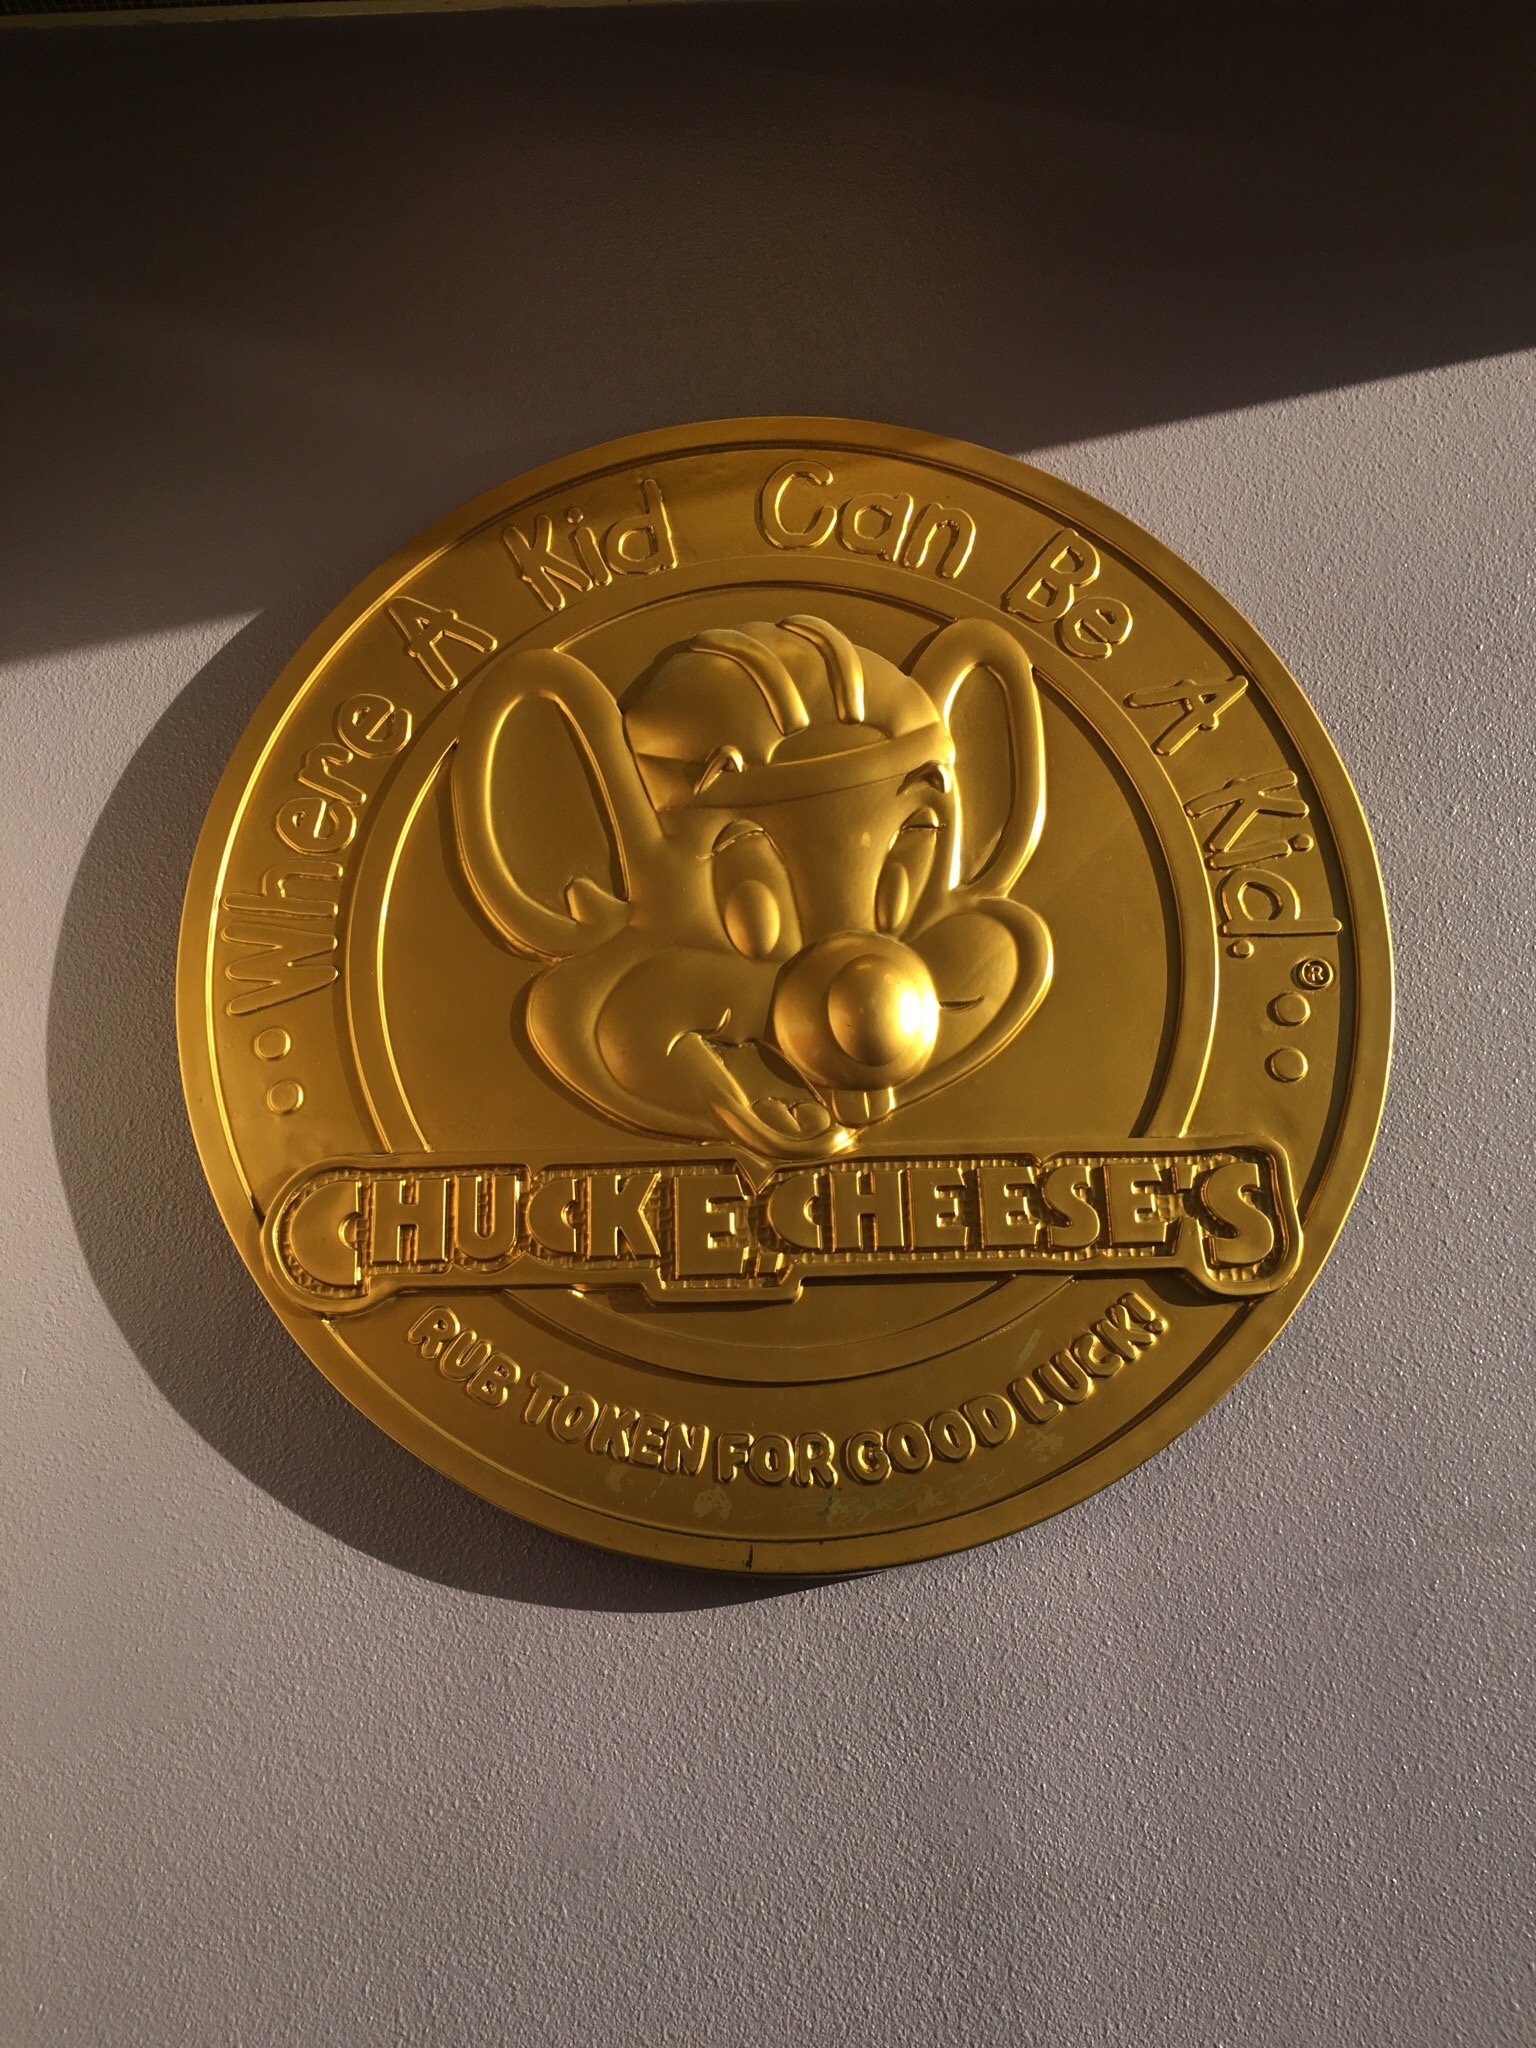 Where A Kid Can Be A Kid.®
CHUCK E. CHEESE'S
RUB TOKEN FOR GOOD LUCK!